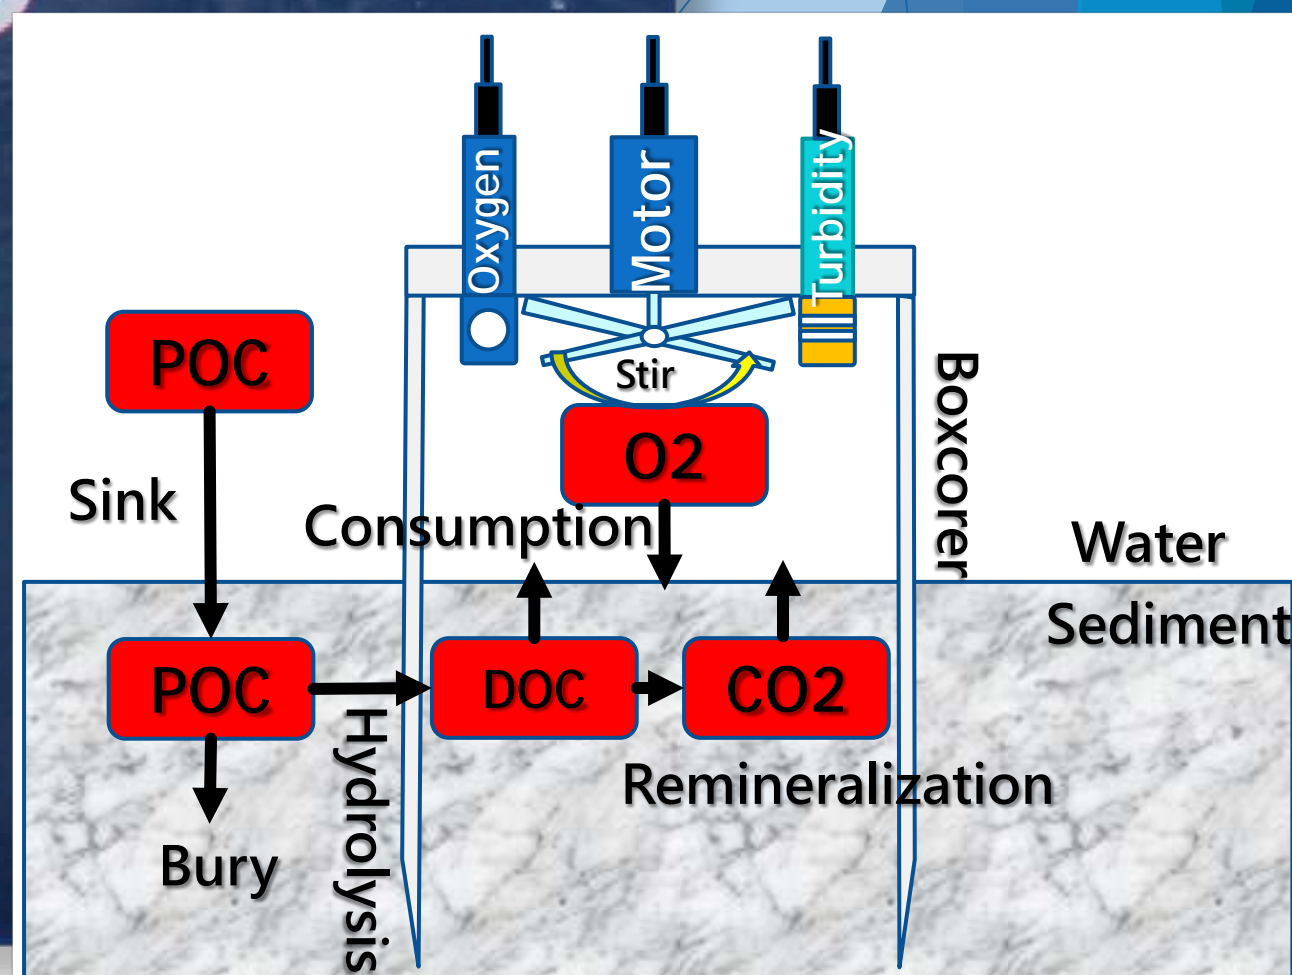 Oxygen
Motor
Turbidity
POC
Stir
O2
Boxcorer
Sink
Consumption
Water
Sediment
POC
DOC
CO2
Hydrolysis
Remineralization
Bury